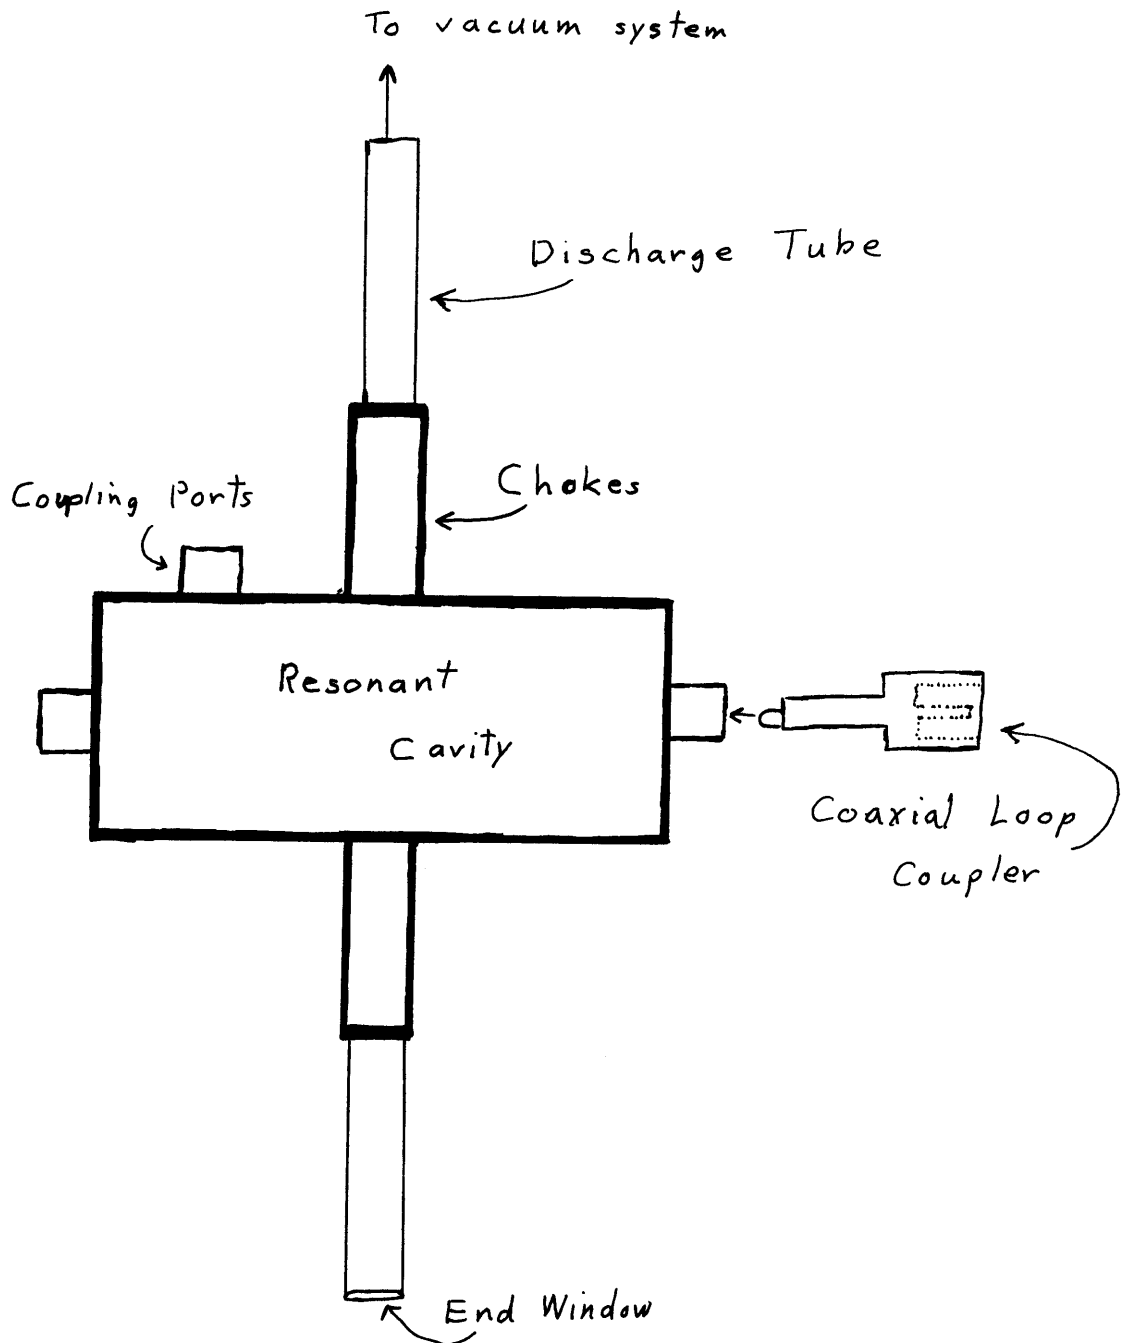 To vacuum system
Discharge Tube
Chokes
Coupling Ports
Resonant
Cavity
Coaxial Loop
Coupler
End Window